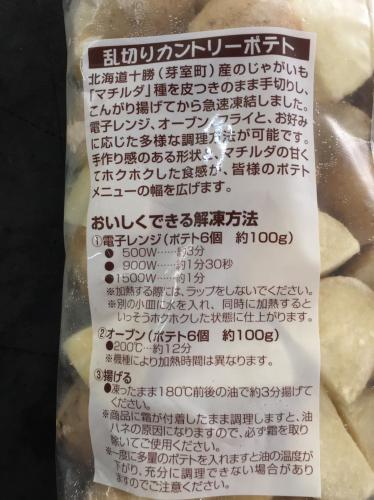 乱切りカントリーポテト
北海道十勝（芽室町）産のじゃがいも
「マチルダ」種を皮つきのまま手切りし、
こんがり揚げてから急速凍結しました。
電子レンジ、オーブン、フライと、お好み
に応じた多様な調理方法が可能です。
手作り感のある形状と、マチルダの甘く
てホクホクした食感が、皆様のポテト
メニューの幅を広げます。
おいしくできる解凍方法
①電子レンジ（ポテト6個 約100g）
● 500W……約3分
● 900W……約1分30秒
●1500W……約1分
※加熱する際には、ラップをしないでください。
※別の小皿に水を入れ、同時に加熱すると
いっそうホクホクした状態に仕上がります。
②オーブン（ポテト6個 約100g）
●200℃……約12分
※機種により加熱時間は異なります。
③揚げる
●凍ったまま180℃前後の油で約3分揚げて
ください。
※商品に霜が付着したまま調理しますと、油
ハネの原因になりますので、必ず霜を取り
除いてご使用ください。
※一度に多量のポテトを入れますと油の温度が
下がり、充分に調理できない場合があり
ますのでご注意ください。